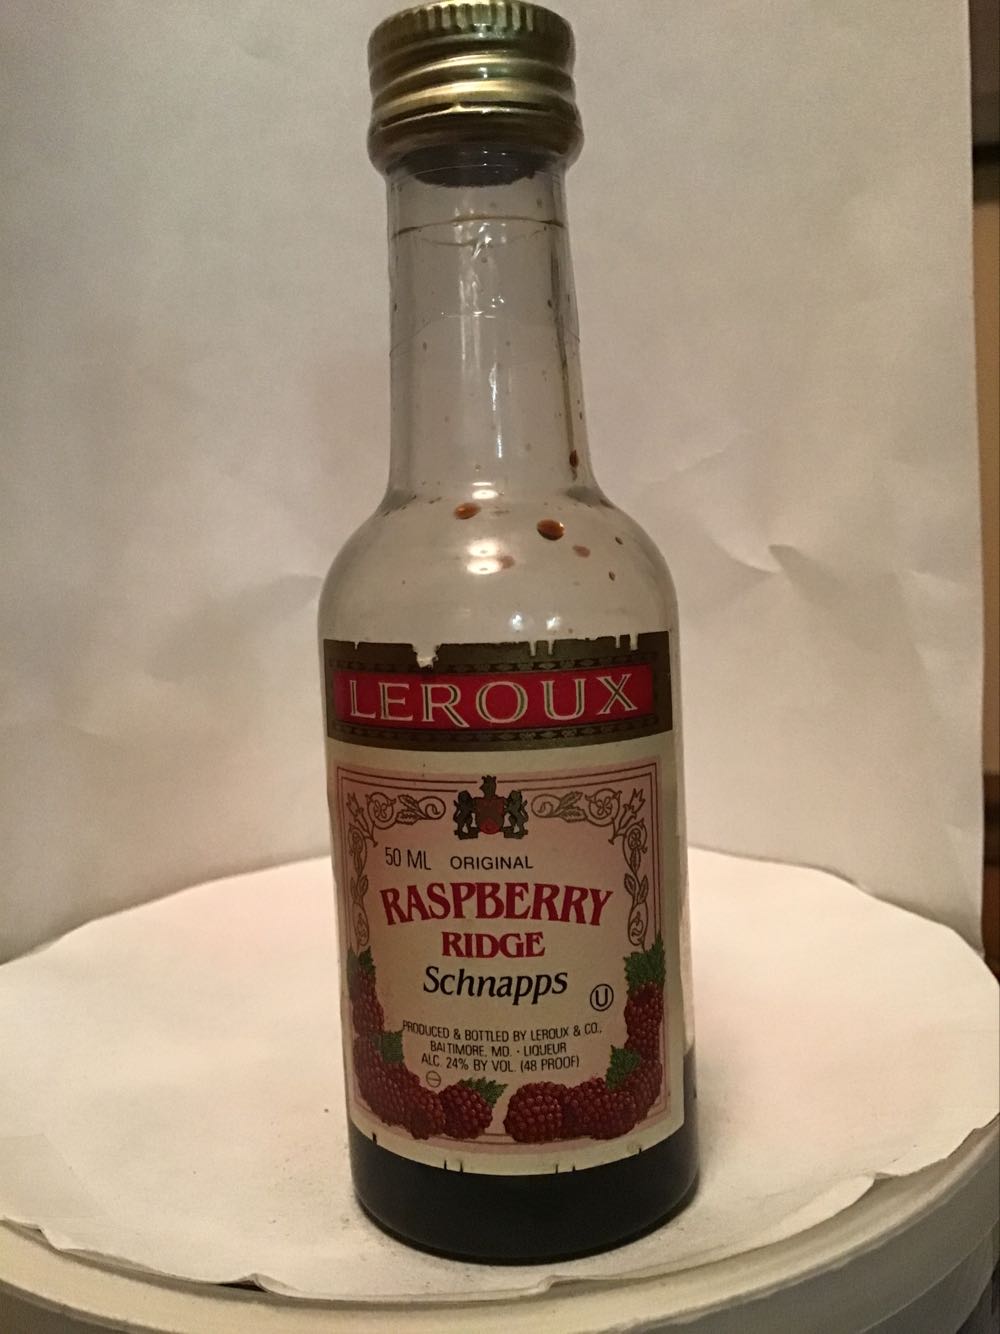 LEROUX
50 ML ORIGINAL
RASPBERRY
RIDGE
Schnapps
U
PRODUCED & BOTTLED BY LEROUX & CO.,
BALTIMORE, MD. · LIQUEUR
ALC. 24% BY VOL. (48 PROOF)